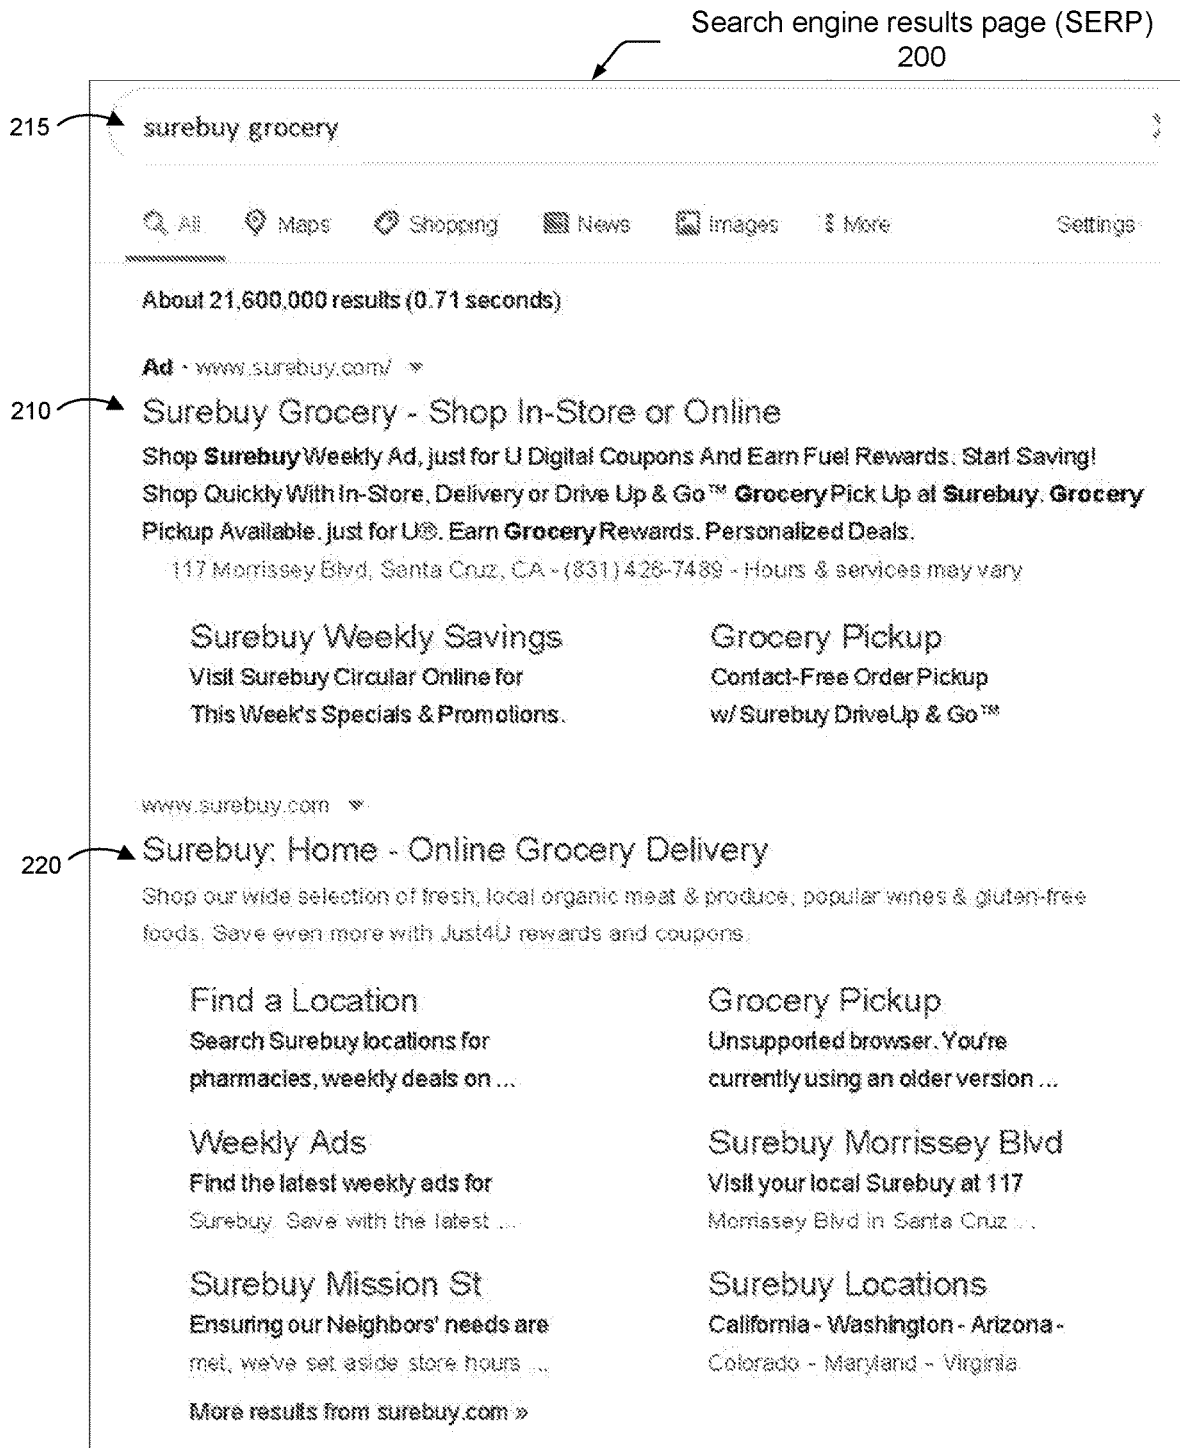 Search engine results page (SERP)
200
215
surebuy grocery
All Maps Shopping News Images More Settings
About 21,600,000 results (0.71 seconds)
Ad · www.surebuy.com/
210
Surebuy Grocery - Shop In-Store or Online
Shop Surebuy Weekly Ad, just for U Digital Coupons And Earn Fuel Rewards. Start Saving!
Shop Quickly With In-Store, Delivery or Drive Up & Go™ Grocery Pick Up at Surebuy. Grocery
Pickup Available. just for U®. Earn Grocery Rewards. Personalized Deals.
117 Morrissey Blvd, Santa Cruz, CA - (831) 426-7489 - Hours & services may vary
Surebuy Weekly Savings Grocery Pickup
Visit Surebuy Circular Online for Contact-Free Order Pickup
This Week's Specials & Promotions. w/ Surebuy DriveUp & Go™
www.surebuy.com
220
Surebuy: Home - Online Grocery Delivery
Shop our wide selection of fresh, local organic meat & produce, popular wines & gluten-free
foods. Save even more with Just4U rewards and coupons.
Find a Location Grocery Pickup
Search Surebuy locations for Unsupported browser. You're
pharmacies, weekly deals on ... currently using an older version ...
Weekly Ads Surebuy Morrissey Blvd
Find the latest weekly ads for Visit your local Surebuy at 117
Surebuy. Save with the latest ... Morrissey Blvd in Santa Cruz ...
Surebuy Mission St Surebuy Locations
Ensuring our Neighbors' needs are California - Washington - Arizona -
met, we've set aside store hours ... Colorado - Maryland - Virginia
More results from surebuy.com »